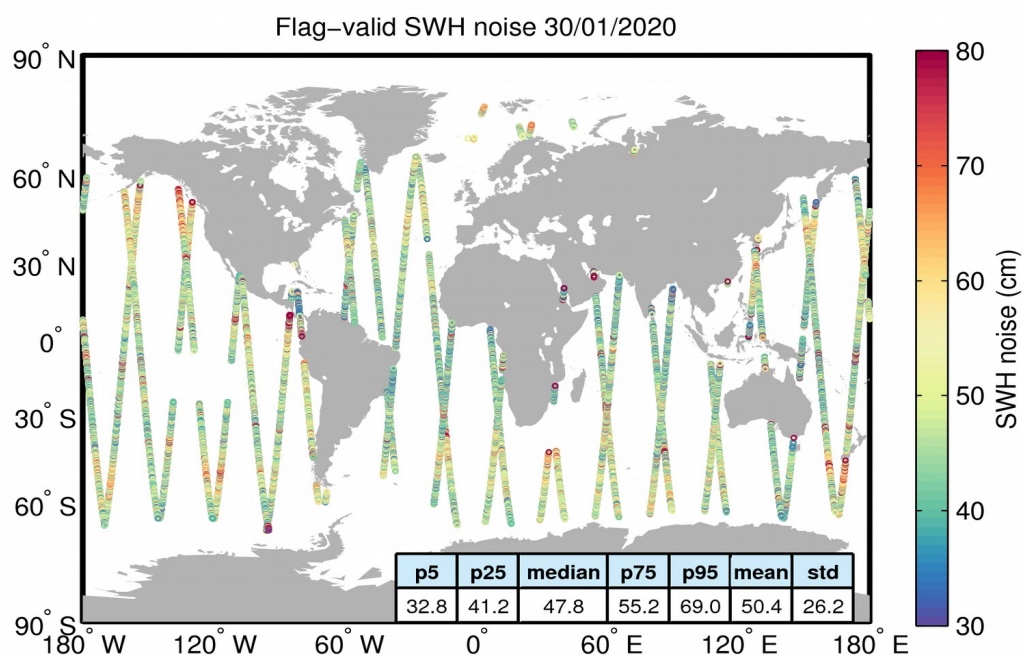 Flag-valid SWH noise 30/01/2020
90° N
60° N
30° N
0°
30° S
60° S
90° S
180° W
120° W
60° W
0°
60° E
120° E
180° E
p5 p25 median p75 p95 mean std
32.8 41.2 47.8 55.2 69.0 50.4 26.2
80
70
60
50
40
30
SWH noise (cm)